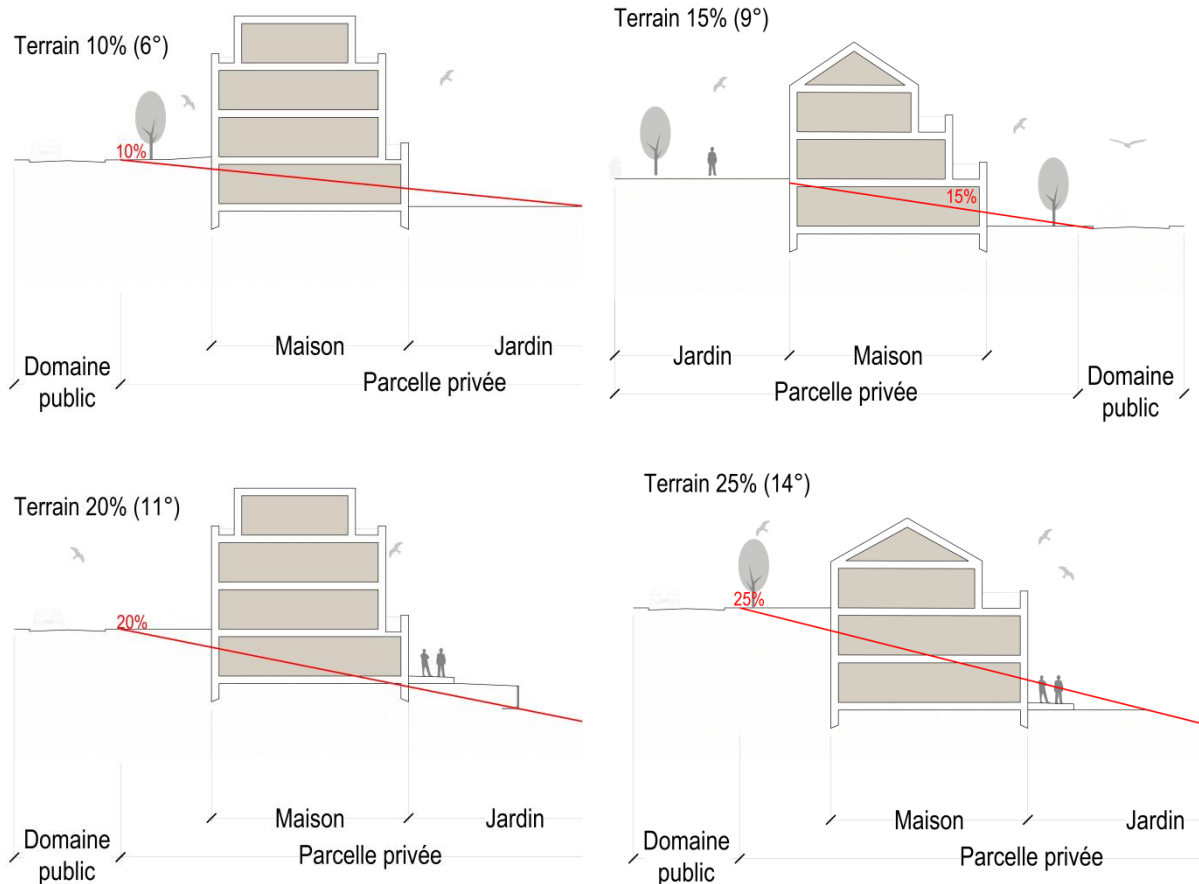 Terrain 10% (6°)
10%
Maison
Jardin
Domaine
public
Parcelle privée
Terrain 15% (9°)
15%
Jardin
Maison
Parcelle privée
Domaine
public
Terrain 20% (11°)
20%
Maison
Jardin
Domaine
public
Parcelle privée
Terrain 25% (14°)
25%
Maison
Jardin
Domaine
public
Parcelle privée